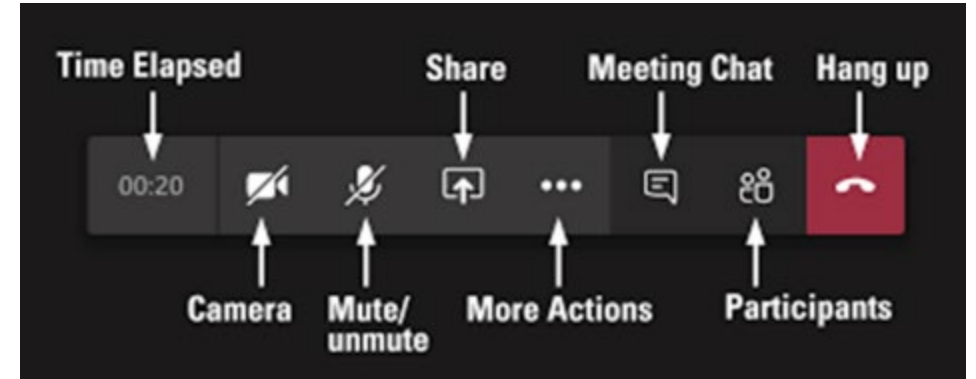 Time Elapsed
Share
Meeting Chat
Hang up
00:20
Camera
Mute/
unmute
More Actions
Participants